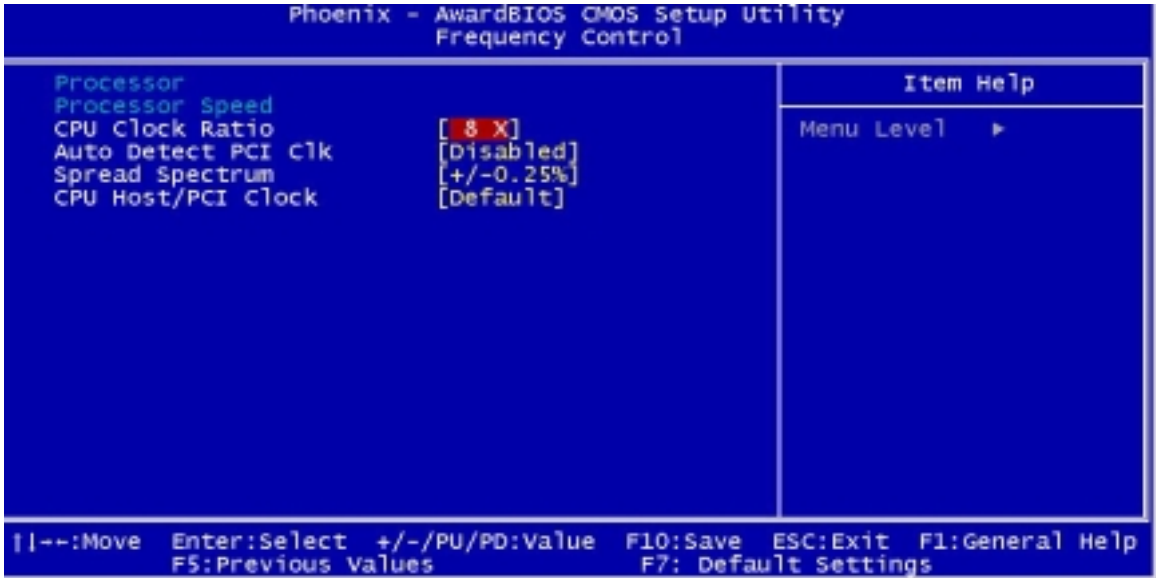 Phoenix - AwardBIOS CMOS Setup Utility
Frequency Control
Processor
Processor Speed
CPU Clock Ratio [ 8 X]
Auto Detect PCI Clk [Disabled]
Spread Spectrum [+/-0.25%]
CPU Host/PCI Clock [Default]
Item Help
Menu Level ▶
↑↓→←:Move Enter:Select +/-/PU/PD:Value F10:Save ESC:Exit F1:General Help
F5:Previous Values F7: Default Settings